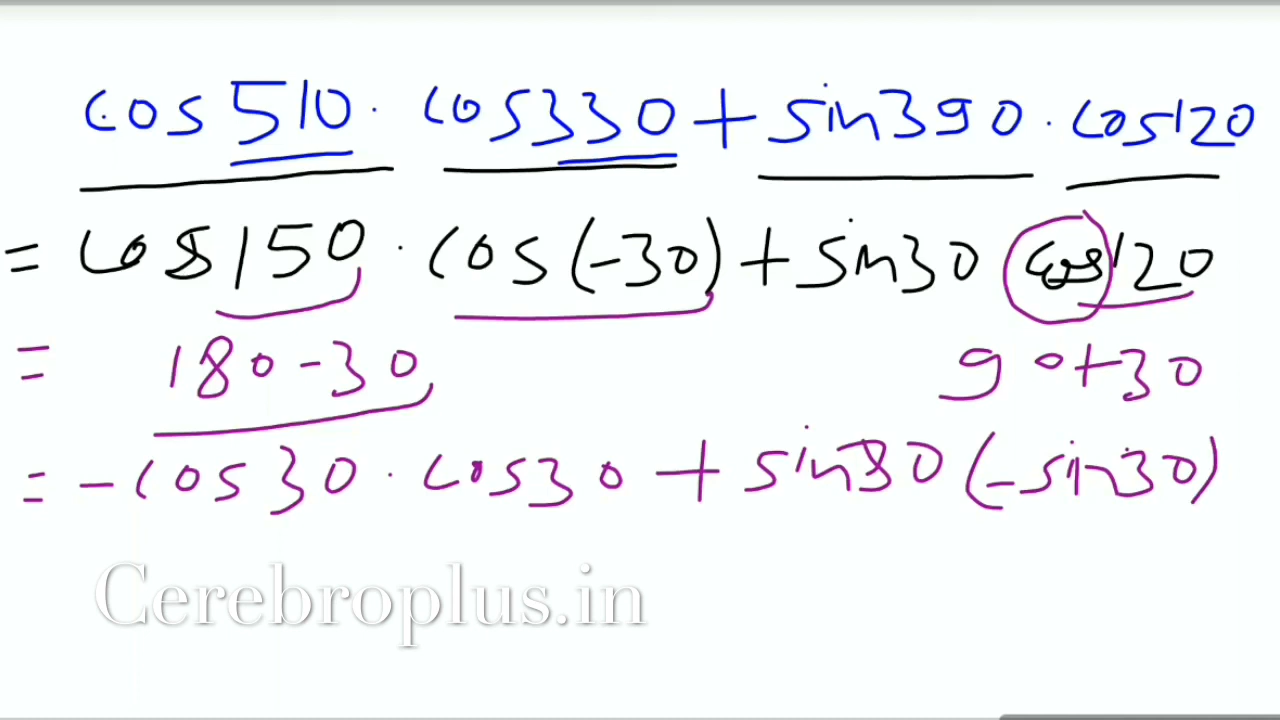 cos510 · cos330 + sin390 · cos120
= cos150 · cos(-30) + sin30 cos120
= 180-30 90+30
= -cos30 · cos30 + sin30 (-sin30)
Cerebroplus.in